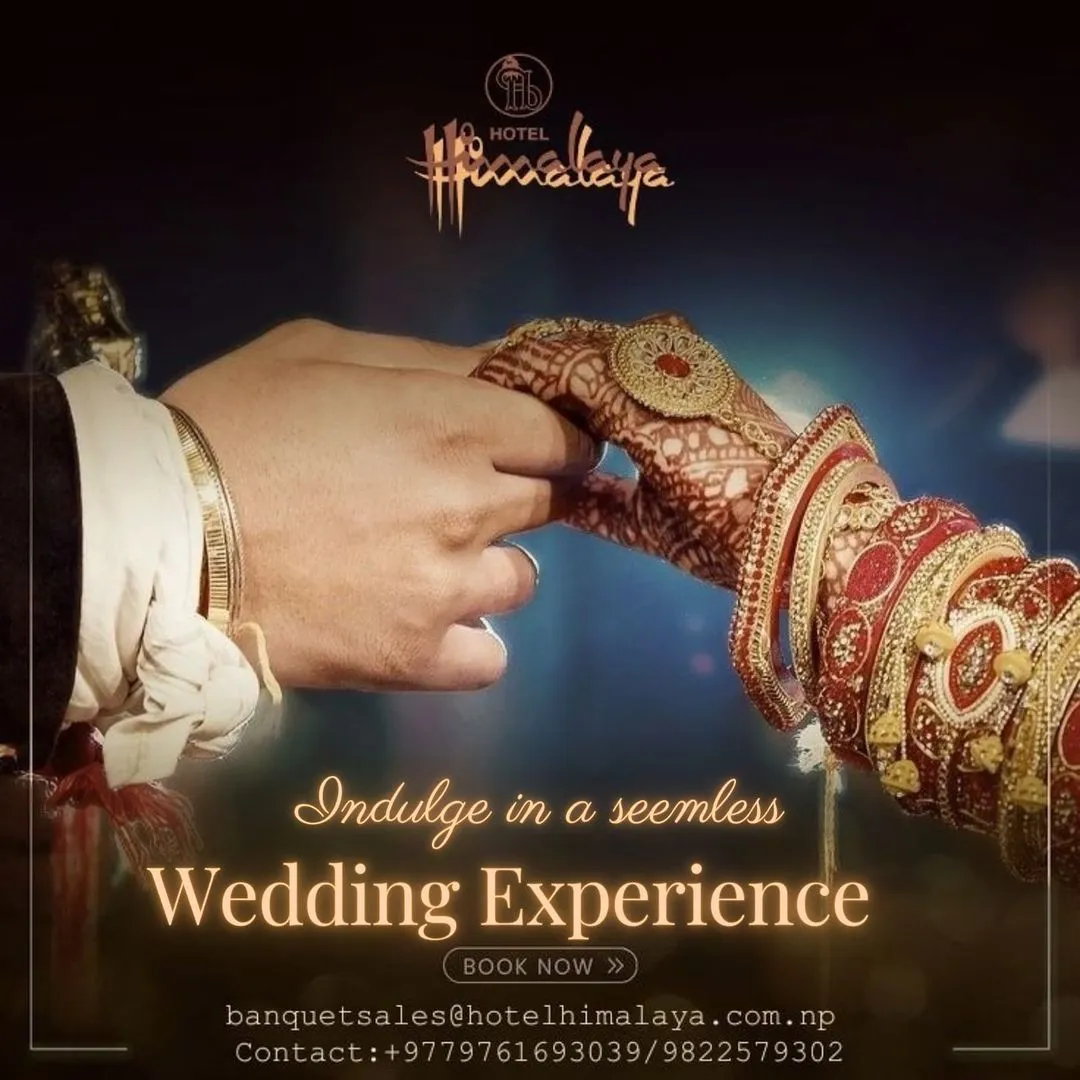 HOTEL
Himalaya
Indulge in a seemless
Wedding Experience
BOOK NOW >>
banquetsales@hotelhimalaya.com.np
Contact:+9779761693039/9822579302